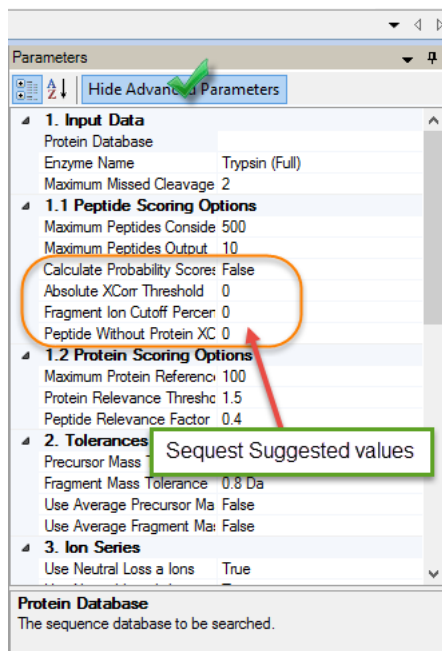 Parameters
Hide Advanced Parameters
1. Input Data
Protein Database
Enzyme Name Trypsin (Full)
Maximum Missed Cleavage 2
1.1 Peptide Scoring Options
Maximum Peptides Conside 500
Maximum Peptides Output 10
Calculate Probability Scores False
Absolute XCorr Threshold 0
Fragment Ion Cutoff Percen 0
Peptide Without Protein XC 0
1.2 Protein Scoring Options
Maximum Protein Reference 100
Protein Relevance Thresho 1.5
Peptide Relevance Factor 0.4
2. Tolerances
Precursor Mass
Sequest Suggested values
Fragment Mass Tolerance 0.8 Da
Use Average Precursor Ma False
Use Average Fragment Mas False
3. Ion Series
Use Neutral Loss a Ions True
Protein Database
The sequence database to be searched.